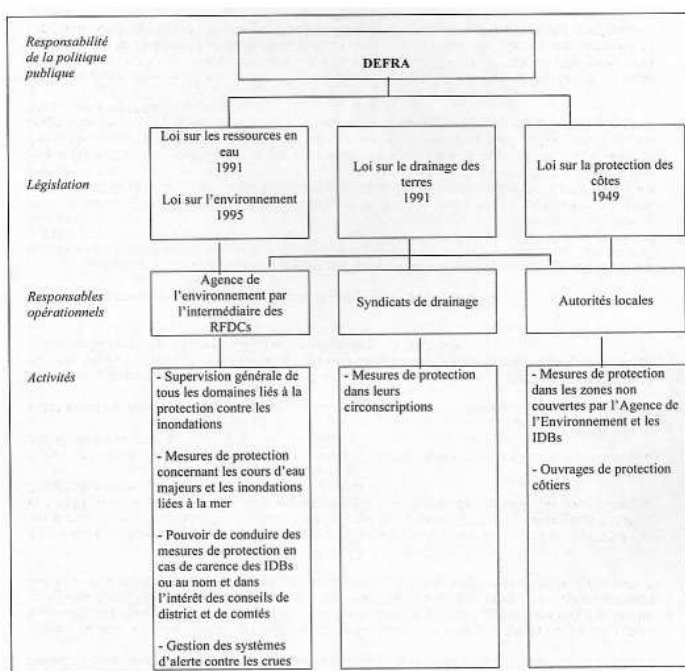 Responsabilité
de la politique
publique
DEFRA
Législation
Loi sur les ressources en
eau
1991
Loi sur l'environnement
1995
Loi sur le drainage des
terres
1991
Loi sur la protection des
côtes
1949
Responsables
opérationnels
Agence de
l'environnement par
l'intermédiaire des
RFDCs
Syndicats de drainage
Autorités locales
Activités
- Supervision générale de
tous les domaines liés à la
protection contre les
inondations
- Mesures de protection
concernant les cours d'eau
majeurs et les inondations
liées à la mer
- Pouvoir de conduire des
mesures de protection en
cas de carence des IDBs
ou au nom et dans
l'intérêt des conseils de
district et de comtés
- Gestion des systèmes
d'alerte contre les crues
- Mesures de protection
dans leurs
circonscriptions
- Mesures de protection
dans les zones non
couvertes par l'Agence de
l'Environnement et les
IDBs
- Ouvrages de protection
côtiers